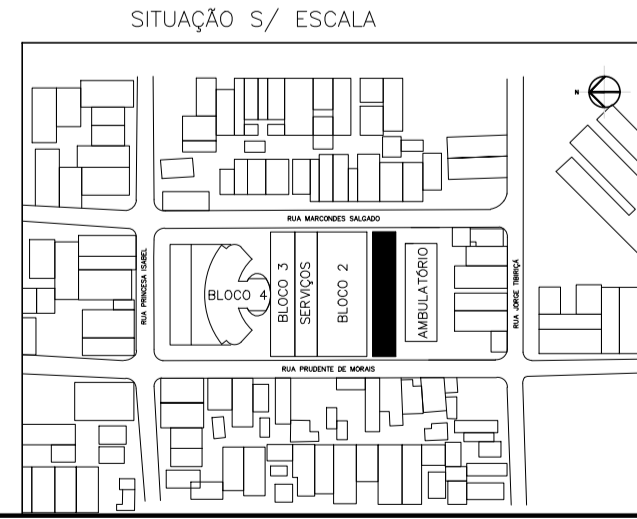 SITUAÇÃO S/ ESCALA
N
RUA MARCONDES SALGADO
RUA PRINCESA ISABEL
BLOCO 4
BLOCO 3
SERVIÇOS
BLOCO 2
AMBULATÓRIO
RUA JORGE TIBIRIÇÁ
RUA PRUDENTE DE MORAIS